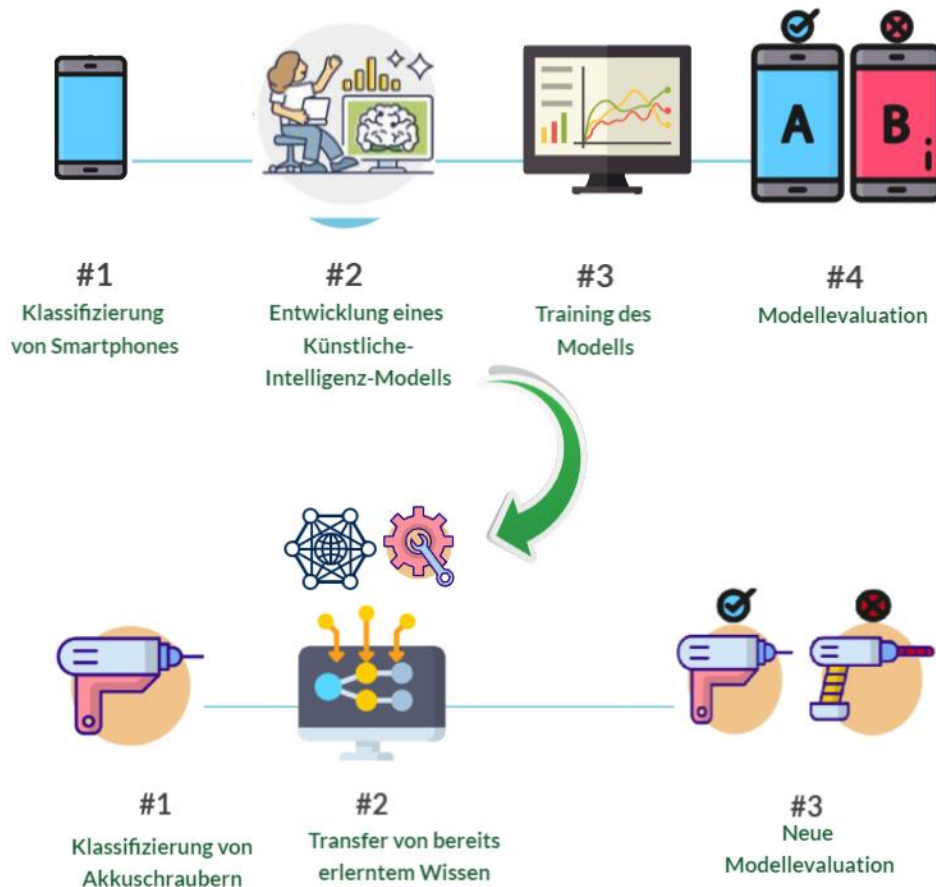 A
B
i
#1
Klassifizierung
von Smartphones
#2
Entwicklung eines
Künstliche-
Intelligenz-Modells
#3
Training des
Modells
#4
Modellevaluation
#1
Klassifizierung von
Akkuschraubern
#2
Transfer von bereits
erlerntem Wissen
#3
Neue
Modellevaluation